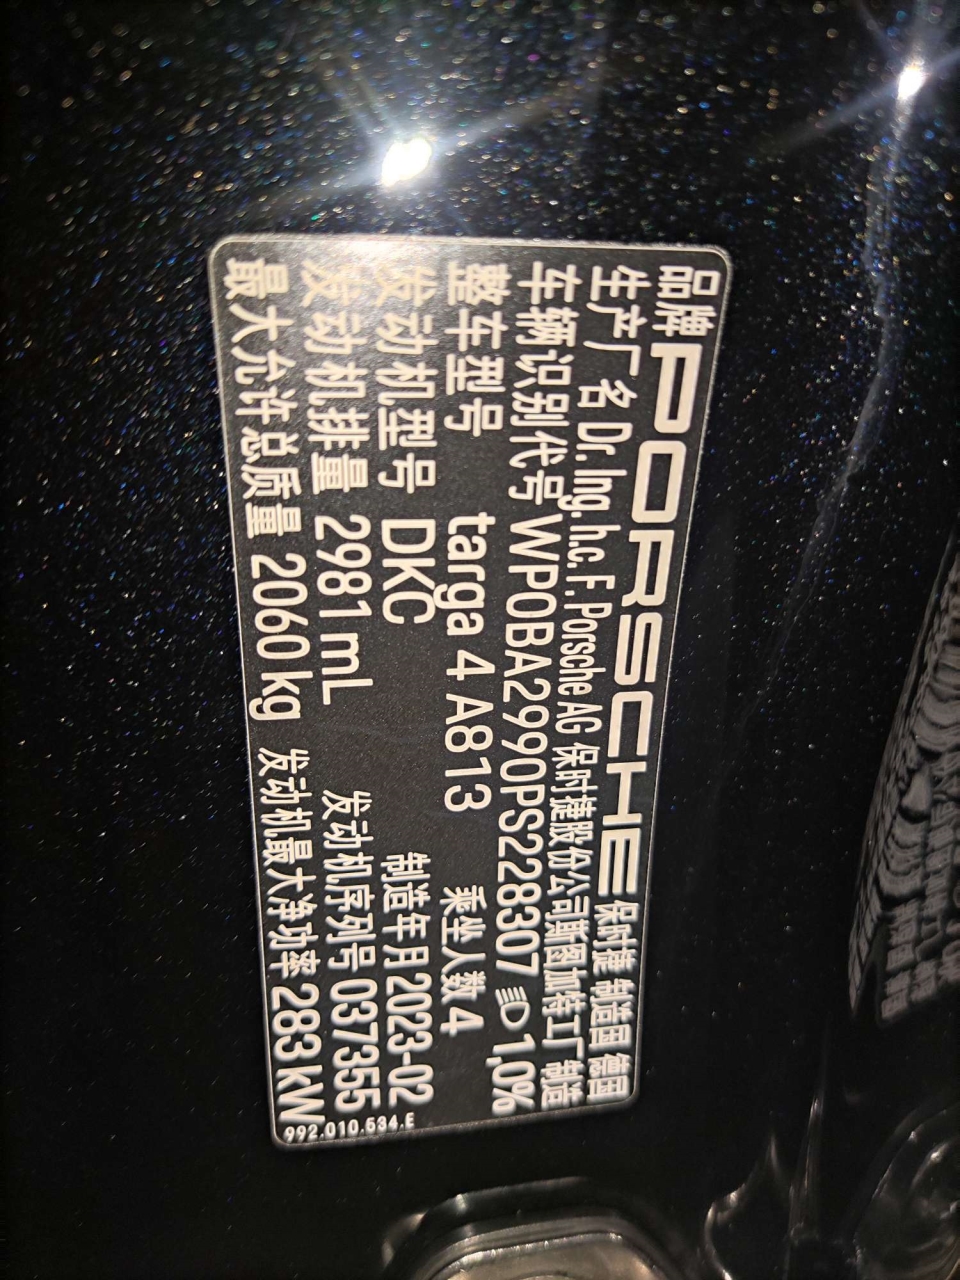 品牌 PORSCHE 保时捷 制造国 德国
生产厂名 Dr. Ing. h.c. F. Porsche AG 保时捷股份公司斯图加特工厂制造
车辆识别代号 WP0BA2990PS228307 1,0%
整车型号 targa 4 A813 乘坐人数 4
发动机型号 DKC 制造年月 2023-02
发动机排量 2981 mL 发动机序列号 037355
最大允许总质量 2060 kg 发动机最大净功率 283 kW
992.010.534.E